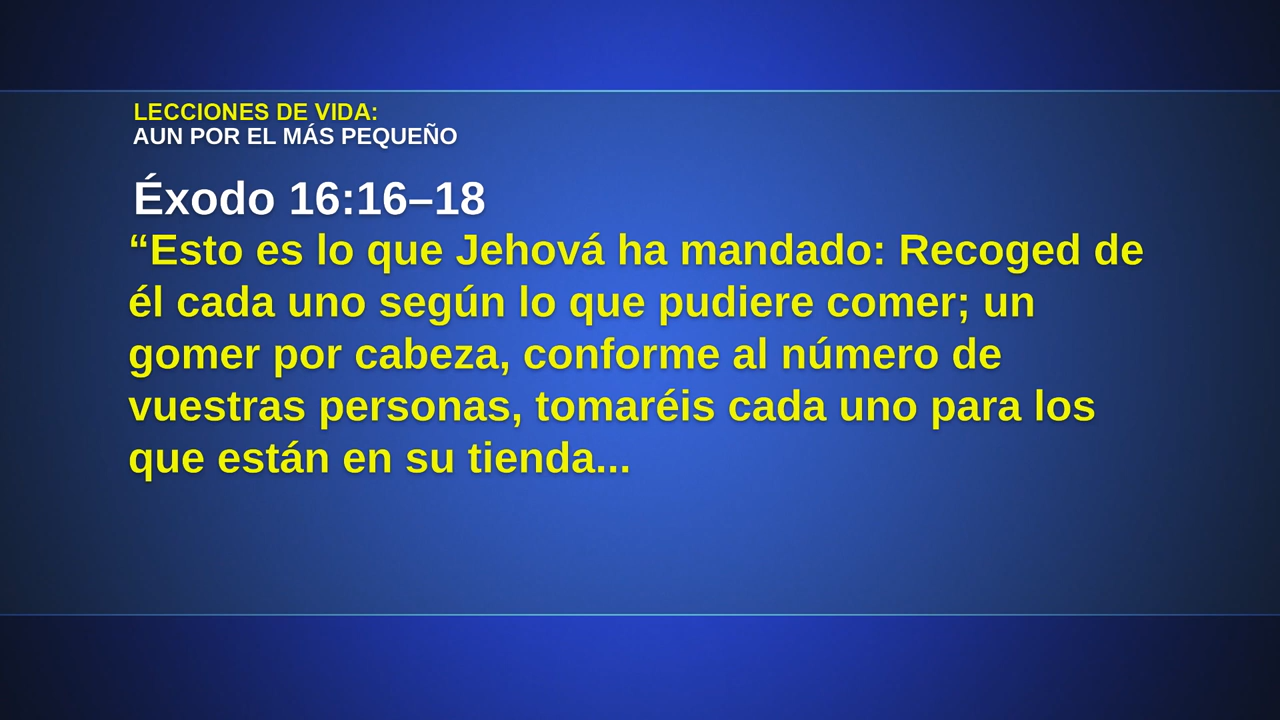 LECCIONES DE VIDA:
AUN POR EL MÁS PEQUEÑO
Éxodo 16:16–18
“Esto es lo que Jehová ha mandado: Recoged de
él cada uno según lo que pudiere comer; un
gomer por cabeza, conforme al número de
vuestras personas, tomaréis cada uno para los
que están en su tienda...